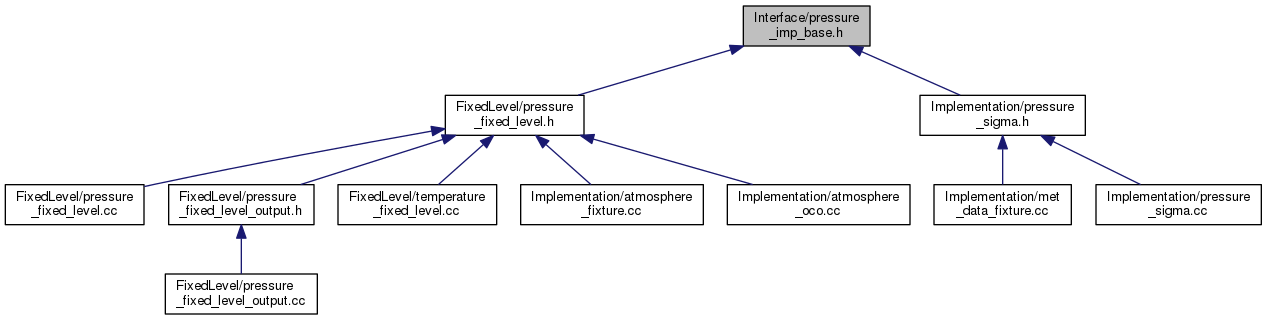 Interface/pressure
_imp_base.h
FixedLevel/pressure
_fixed_level.h
Implementation/pressure
_sigma.h
FixedLevel/pressure
_fixed_level.cc
FixedLevel/pressure
_fixed_level_output.h
FixedLevel/temperature
_fixed_level.cc
Implementation/atmosphere
_fixture.cc
Implementation/atmosphere
_oco.cc
Implementation/met
_data_fixture.cc
Implementation/pressure
_sigma.cc
FixedLevel/pressure
_fixed_level_output.cc